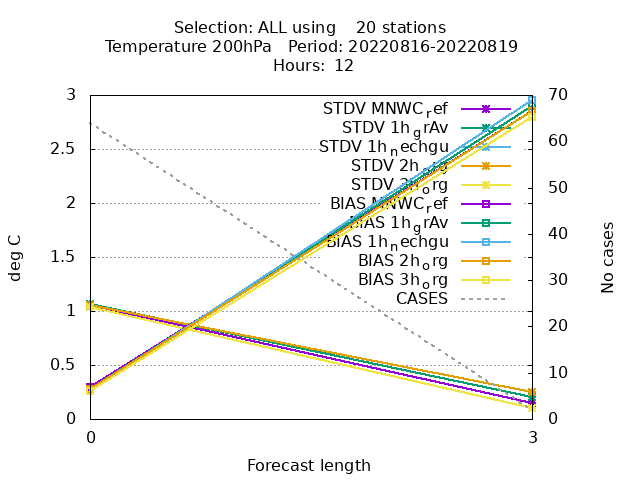 Selection: ALL using 20 stations
Temperature 200hPa Period: 20220816-20220819
Hours: 12
deg C
3
2.5
2
1.5
1
0.5
0
STDV MNWC_ref
STDV 1h_grAv
STDV 1h_nechgu
STDV 2h_org
STDV 3h_org
BIAS MNWC_ref
BIAS 1h_grAv
BIAS 1h_nechgu
BIAS 2h_org
BIAS 3h_org
CASES
70
60
50
40
30
20
10
0
No cases
0 3
Forecast length